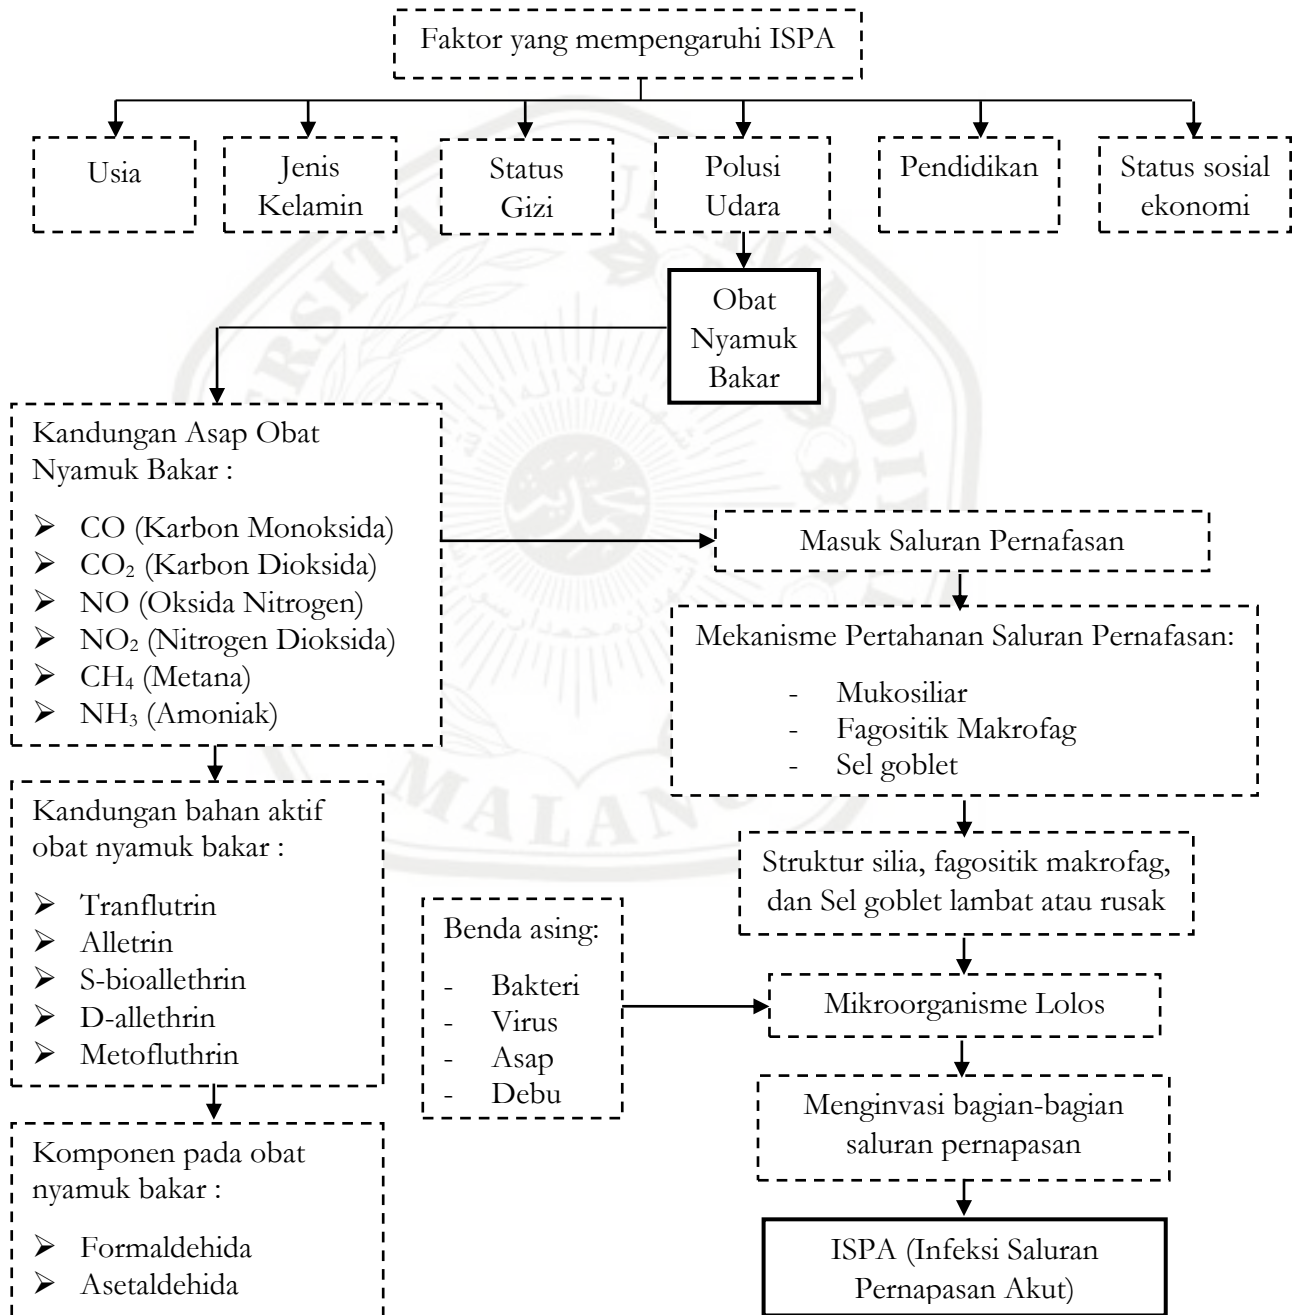 Faktor yang mempengaruhi ISPA
Usia
Jenis
Kelamin
Status
Gizi
Polusi
Udara
Pendidikan
Status sosial
ekonomi
Obat
Nyamuk
Bakar
Kandungan Asap Obat
Nyamuk Bakar :
➢ CO (Karbon Monoksida)
➢ CO₂ (Karbon Dioksida)
➢ NO (Oksida Nitrogen)
➢ NO₂ (Nitrogen Dioksida)
➢ CH₄ (Metana)
➢ NH₃ (Amoniak)
Masuk Saluran Pernafasan
Mekanisme Pertahanan Saluran Pernafasan:
- Mukosiliar
- Fagositik Makrofag
- Sel goblet
Kandungan bahan aktif
obat nyamuk bakar :
➢ Tranflutrin
➢ Alletrin
➢ S-bioallethrin
➢ D-allethrin
➢ Metofluthrin
Struktur silia, fagositik makrofag,
dan Sel goblet lambat atau rusak
Benda asing:
- Bakteri
- Virus
- Asap
- Debu
Mikroorganisme Lolos
Menginvasi bagian-bagian
saluran pernapasan
Komponen pada obat
nyamuk bakar :
➢ Formaldehida
➢ Asetaldehida
ISPA (Infeksi Saluran
Pernapasan Akut)
MALANG